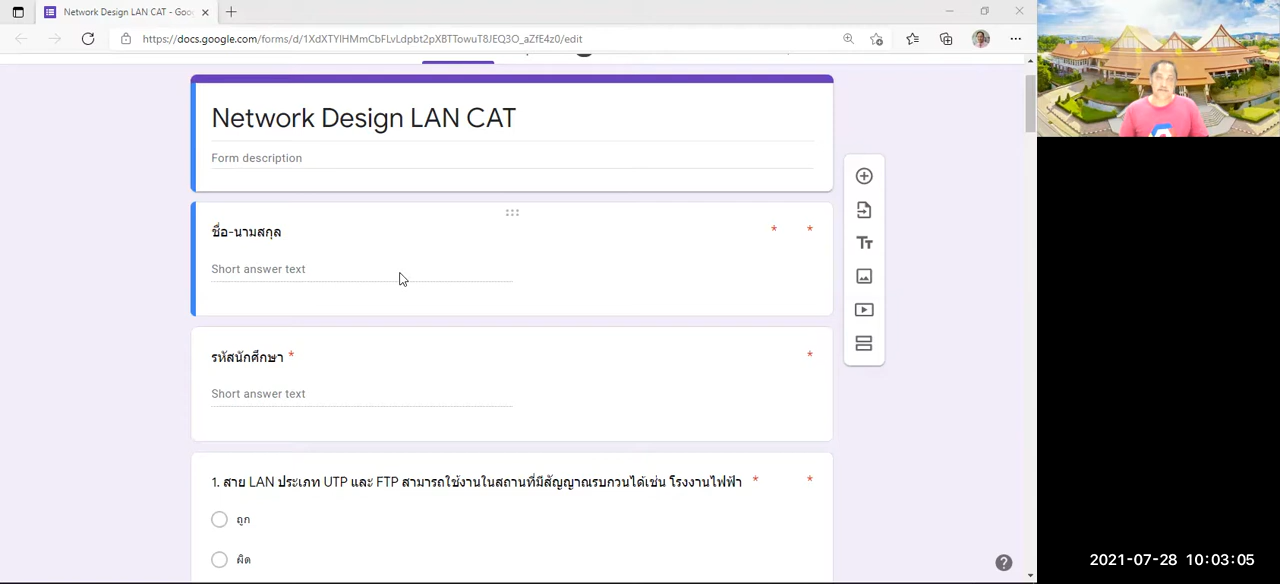 Network Design LAN CAT - Goo
https://docs.google.com/forms/d/1XdXTYIHMmCbFLvLdpbt2pXBTTowuT8JEQ3O_aZfE4z0/edit
Network Design LAN CAT
Form description
ชื่อ-นามสกุล * *
Short answer text
รหัสนักศึกษา * *
Short answer text
1. สาย LAN ประเภท UTP และ FTP สามารถใช้งานในสถานที่มีสัญญาณรบกวนได้เช่น โรงงานไฟฟ้า * *
ถูก
ผิด
2021-07-28 10:03:05